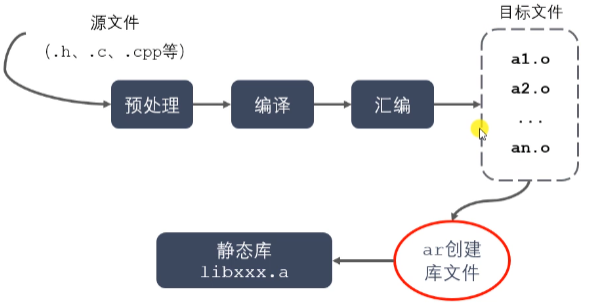 源文件
(.h、.c、.cpp等)
目标文件
a1.o
a2.o
...
an.o
预处理
编译
汇编
ar创建
库文件
静态库
libxxx.a